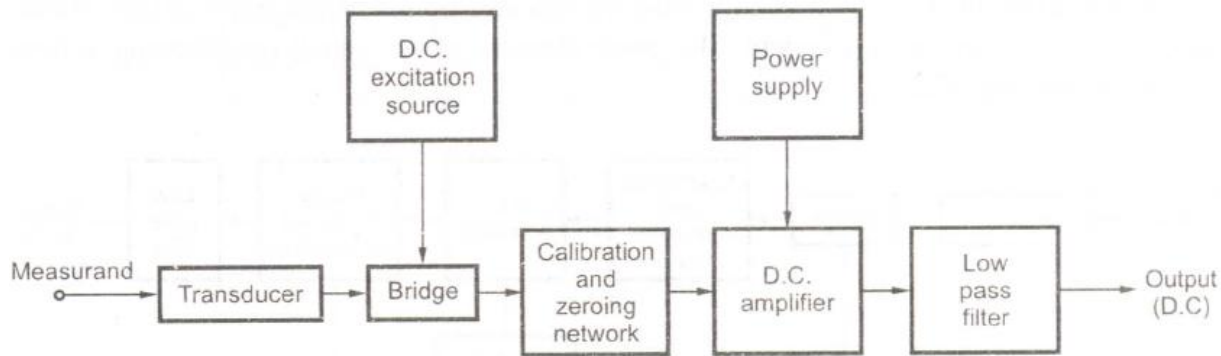 D.C.
excitation
source
Power
supply
Measurand
Transducer
Bridge
Calibration
and
zeroing
network
D.C.
amplifier
Low
pass
filter
Output
(D.C)